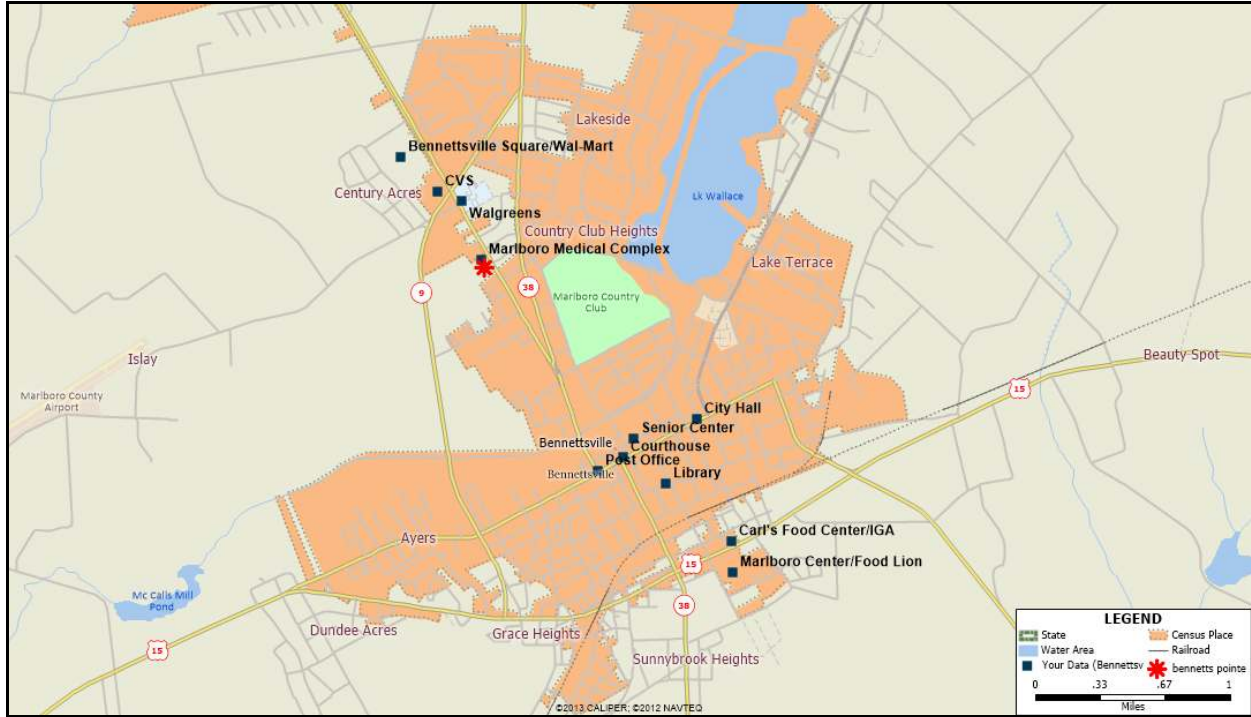 Lakeside
Bennettsville Square/Wal-Mart
CVS
Century Acres
Lk Wallace
Walgreens
Country Club Heights
Marlboro Medical Complex
Lake Terrace
9
38
Marlboro Country
Club
Islay
Beauty Spot
Marlboro County
Airport
15
City Hall
Senior Center
Bennettsville
Courthouse
Post Office
Bennettsville
Library
Carl's Food Center/IGA
Ayers
Marlboro Center/Food Lion
15
Mc Calls Mill
Pond
38
Dundee Acres
Grace Heights
15
Sunnybrook Heights
LEGEND
State
Census Place
Water Area
Railroad
Your Data (Bennettsv
bennetts pointe
0 .33 .67 1
Miles
©2013 CALIPER; ©2012 NAVTEQ